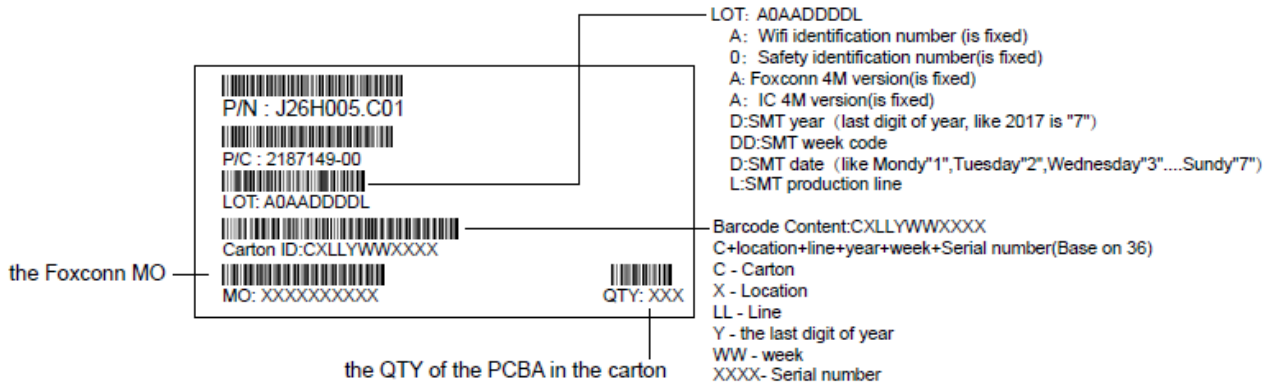 LOT: A0AADDDDL
A: Wifi identification number (is fixed)
0: Safety identification number(is fixed)
A: Foxconn 4M version(is fixed)
A: IC 4M version(is fixed)
D:SMT year（last digit of year, like 2017 is "7"）
DD:SMT week code
D:SMT date（like Mondy"1",Tuesday"2",Wednesday"3"....Sundy"7")
L:SMT production line
P/N : J26H005.C01
P/C : 2187149-00
LOT: A0AADDDDL
Carton ID:CXLLYWWXXXX
MO: XXXXXXXXXX
QTY: XXX
the Foxconn MO
the QTY of the PCBA in the carton
Barcode Content:CXLLYWWXXXX
C+location+line+year+week+Serial number(Base on 36)
C - Carton
X - Location
LL - Line
Y - the last digit of year
WW - week
XXXX- Serial number